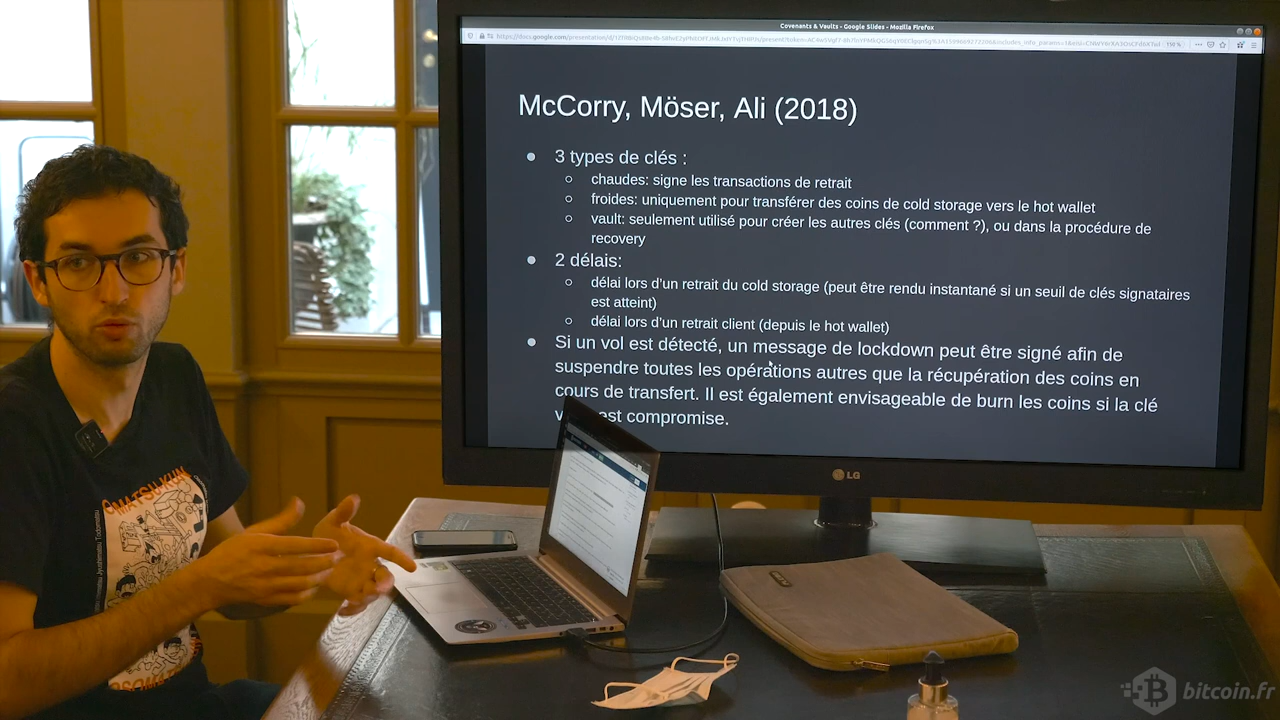 Covenants & Vaults - Google Slides - Mozilla Firefox
150 %
McCorry, Möser, Ali (2018)
3 types de clés :
chaudes: signe les transactions de retrait
froides: uniquement pour transférer des coins de cold storage vers le hot wallet
vault: seulement utilisé pour créer les autres clés (comment ?), ou dans la procédure de
recovery
2 délais:
délai lors d'un retrait du cold storage (peut être rendu instantané si un seuil de clés signataires
est atteint)
délai lors d'un retrait client (depuis le hot wallet)
Si un vol est détecté, un message de lockdown peut être signé afin de
suspendre toutes les opérations autres que la récupération des coins en
cours de transfert. Il est également envisageable de burn les coins si la clé
est compromise.
LG
OMATSU-KUN
bitcoin.fr